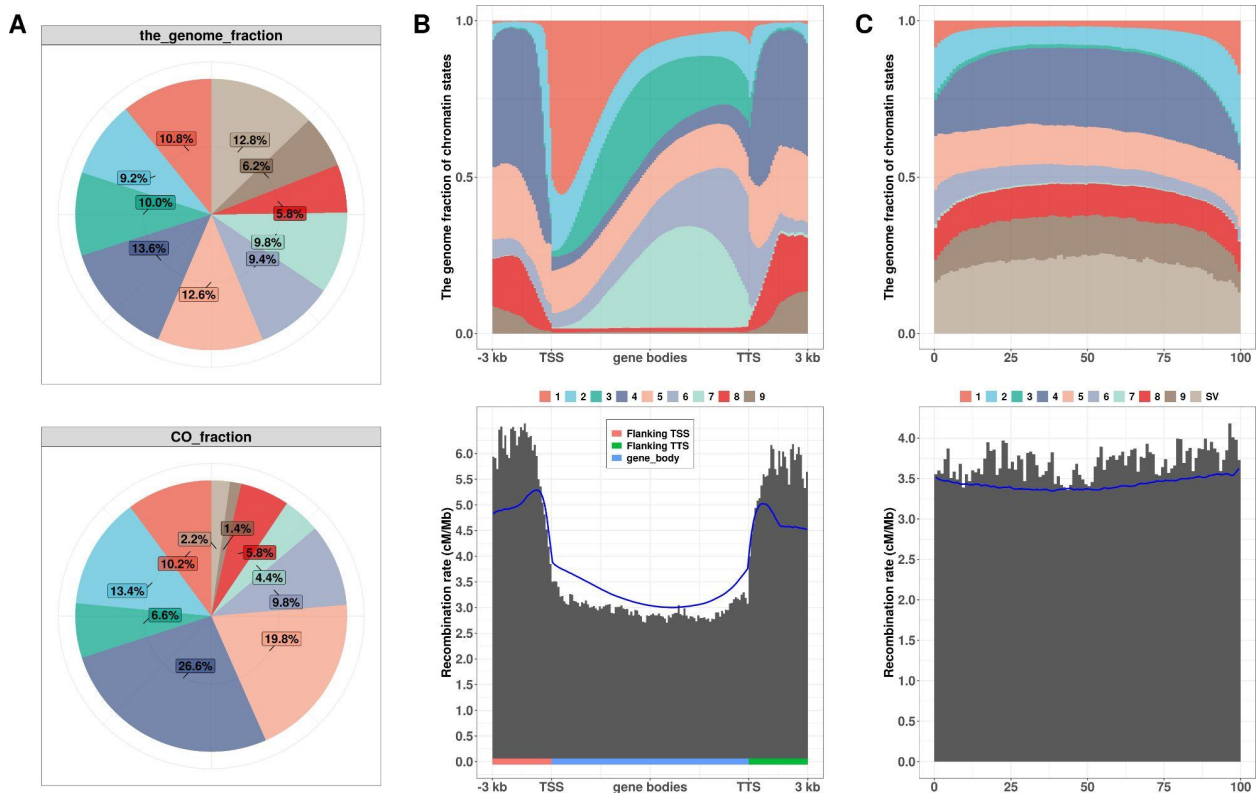 A
the_genome_fraction
12.8%
10.8%
6.2%
9.2%
10.0%
5.8%
9.8%
13.6%
9.4%
12.6%
CO_fraction
2.2%
1.4%
5.8%
10.2%
4.4%
13.4%
9.8%
6.6%
19.8%
26.6%
B
The genome fraction of chromatin states
1.0
0.5
0.0
-3 kb TSS gene bodies TTS 3 kb
1 2 3 4 5 6 7 8 9
Recombination rate (cM/Mb)
Flanking TSS
Flanking TTS
gene_body
6.0
5.5
5.0
4.5
4.0
3.5
3.0
2.5
2.0
1.5
1.0
0.5
0.0
-3 kb TSS gene bodies TTS 3 kb
C
The genome fraction of chromatin states
1.0
0.5
0.0
0 25 50 75 100
1 2 3 4 5 6 7 8 9 SV
Recombination rate (cM/Mb)
4.0
3.5
3.0
2.5
2.0
1.5
1.0
0.5
0.0
0 25 50 75 100